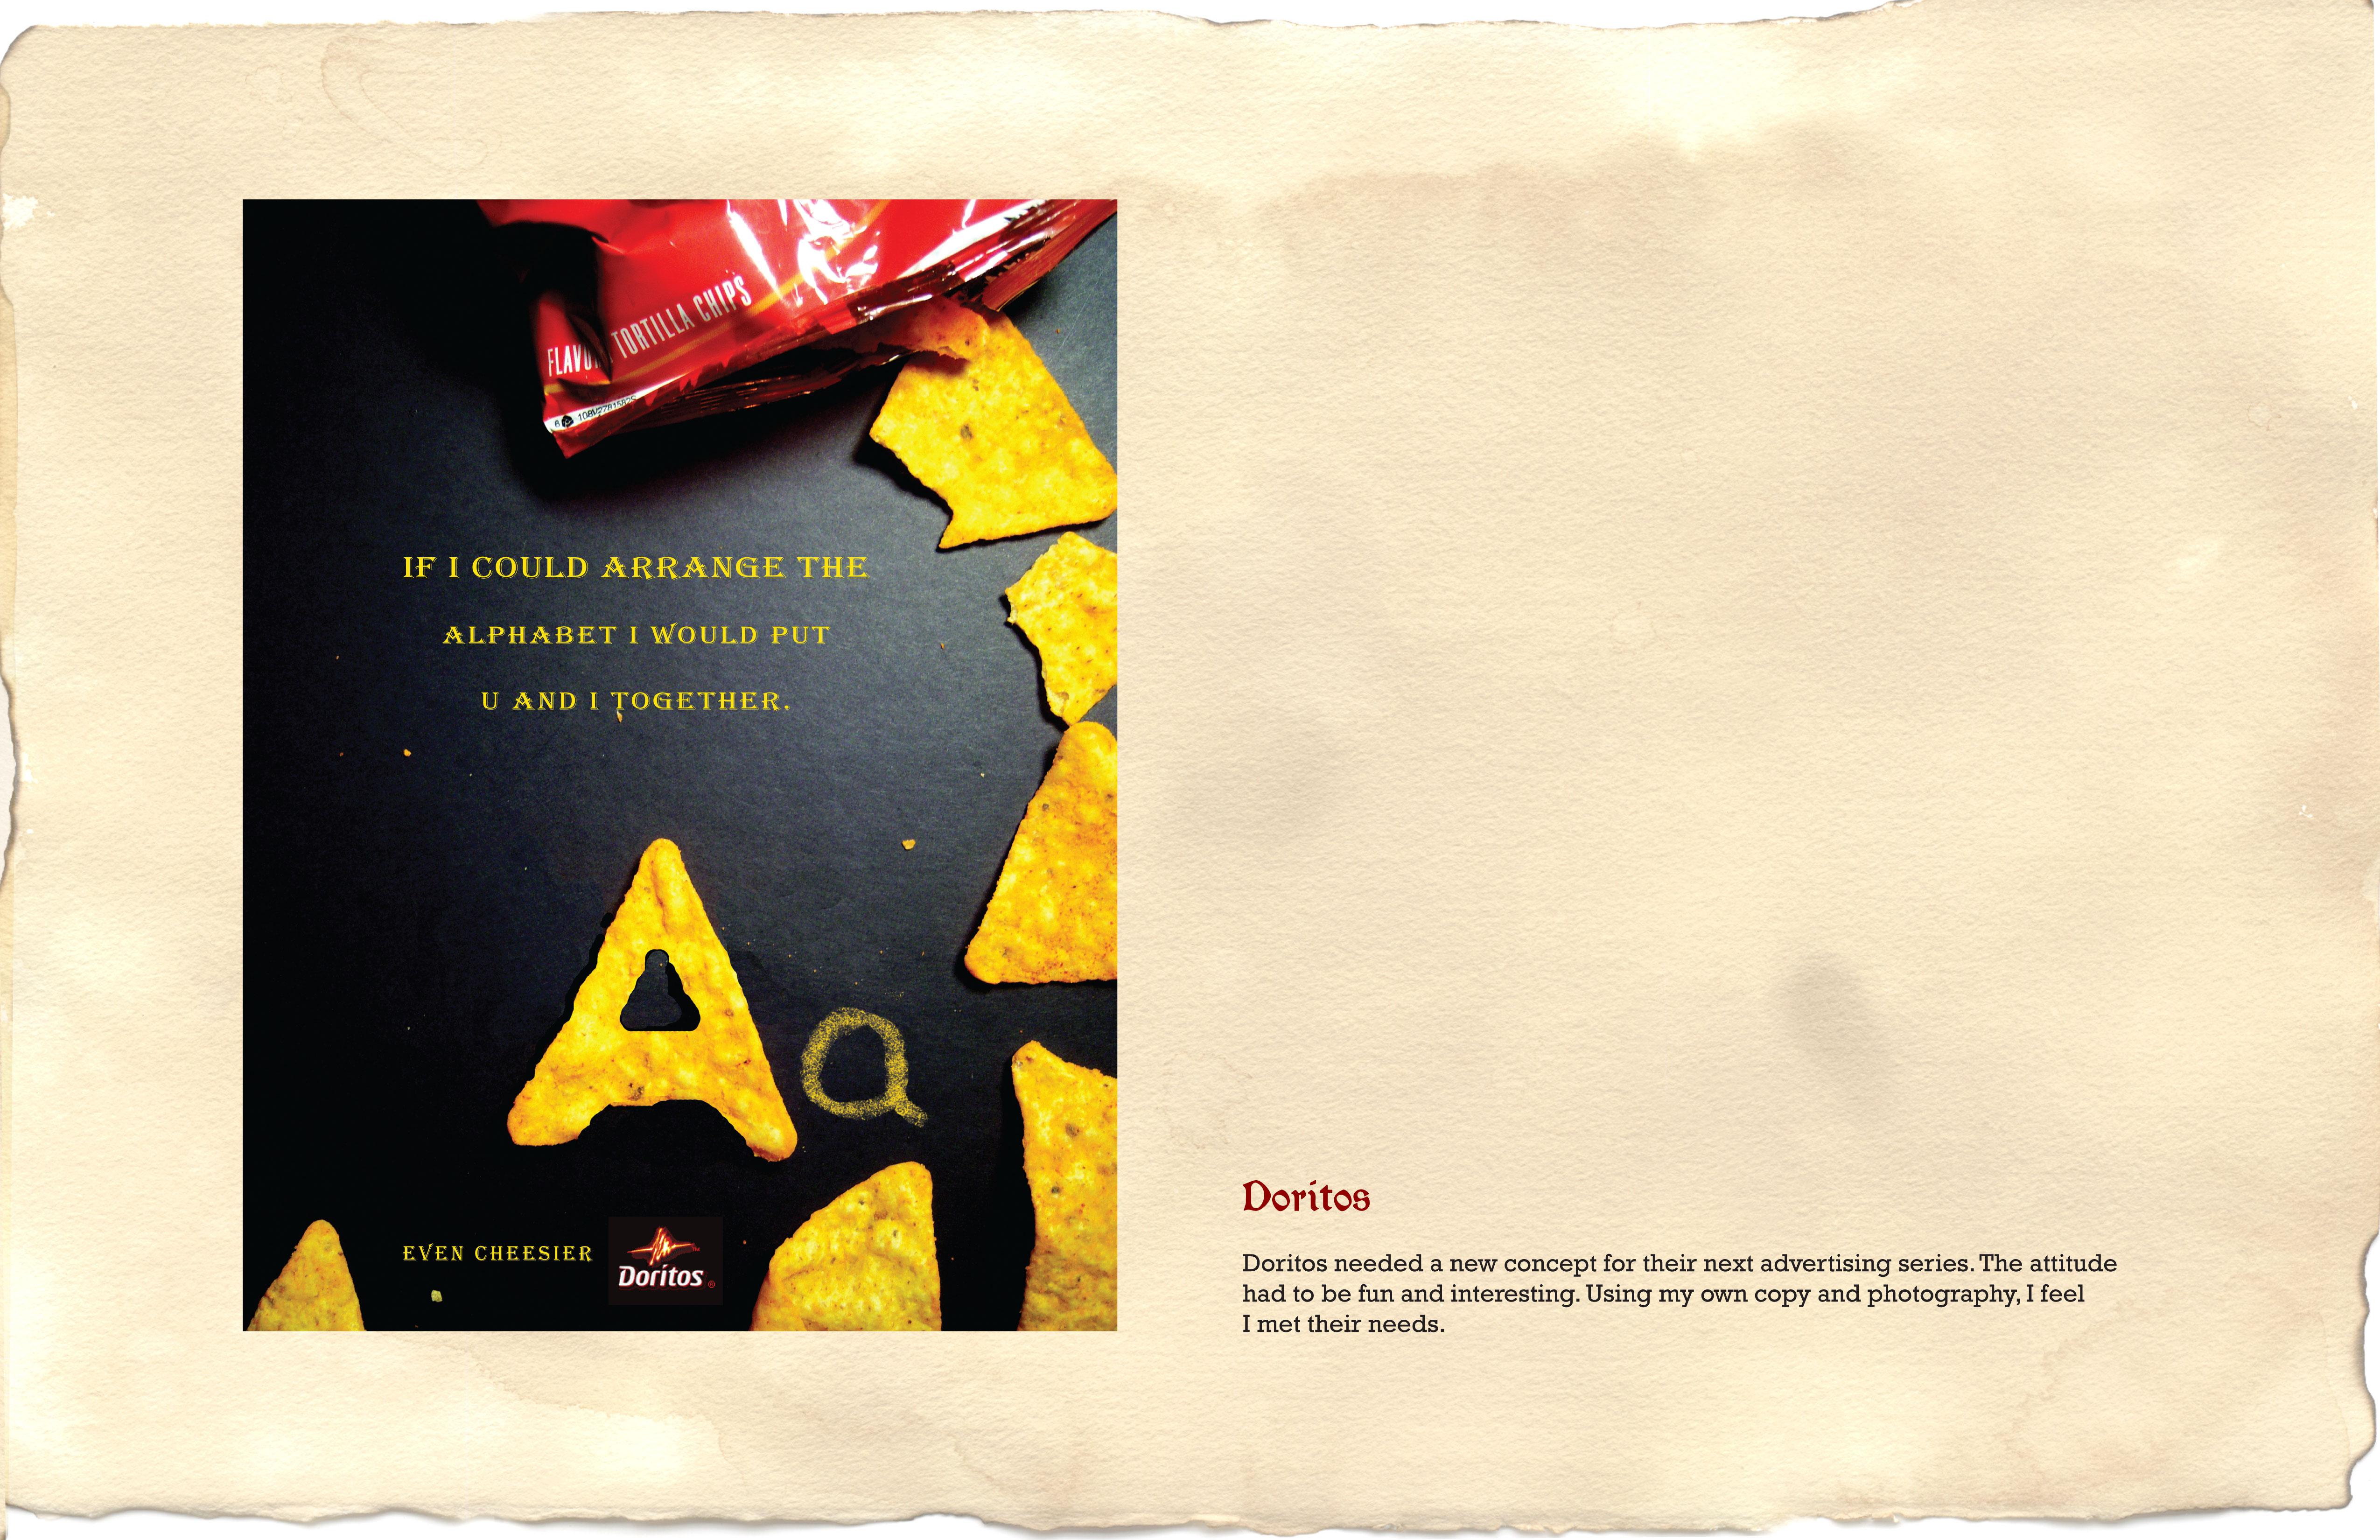 FLAVO TORTILLA CHIPS
IF I COULD ARRANGE THE
ALPHABET I WOULD PUT
U AND I TOGETHER.
A Q
EVEN CHEESIER
Doritos ®
Doritos
Doritos needed a new concept for their next advertising series. The attitude
had to be fun and interesting. Using my own copy and photography, I feel
I met their needs.